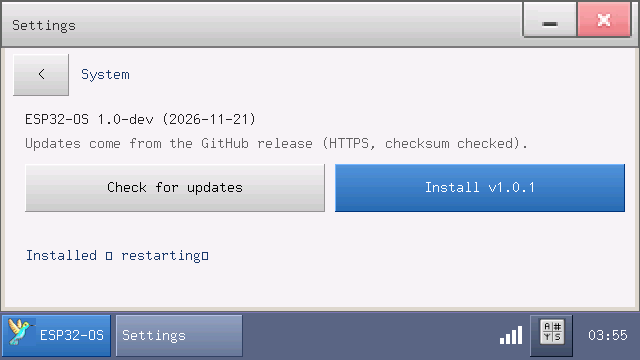 Settings
<
System
ESP32-OS 1.0-dev (2026-11-21)
Updates come from the GitHub release (HTTPS, checksum checked).
Check for updates
Install v1.0.1
Installed ▯ restarting▯
ESP32-OS
Settings
A#
TS
03:55